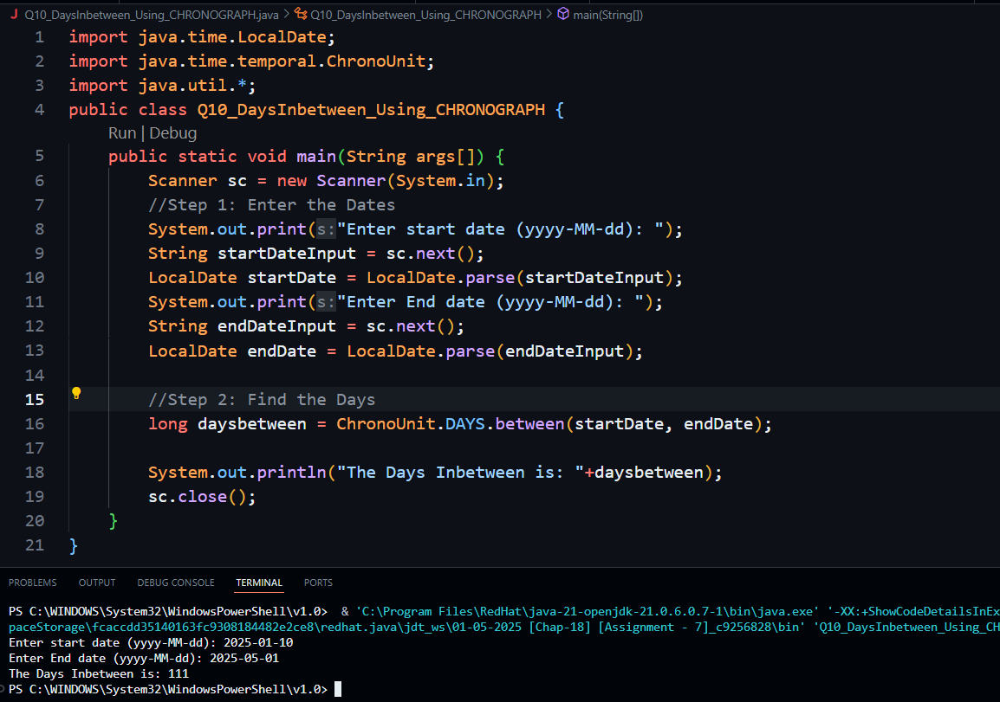 J Q10_DaysInbetween_Using_CHRONOGRAPH.java > Q10_DaysInbetween_Using_CHRONOGRAPH > main(String[])
1 import java.time.LocalDate;
2 import java.time.temporal.ChronoUnit;
3 import java.util.*;
4 public class Q10_DaysInbetween_Using_CHRONOGRAPH {
Run | Debug
5 public static void main(String args[]) {
6 Scanner sc = new Scanner(System.in);
7 //Step 1: Enter the Dates
8 System.out.print(s:"Enter start date (yyyy-MM-dd): ");
9 String startDateInput = sc.next();
10 LocalDate startDate = LocalDate.parse(startDateInput);
11 System.out.print(s:"Enter End date (yyyy-MM-dd): ");
12 String endDateInput = sc.next();
13 LocalDate endDate = LocalDate.parse(endDateInput);
14
15 //Step 2: Find the Days
16 long daysbetween = ChronoUnit.DAYS.between(startDate, endDate);
17
18 System.out.println("The Days Inbetween is: "+daysbetween);
19 sc.close();
20 }
21 }
PROBLEMS OUTPUT DEBUG CONSOLE TERMINAL PORTS
PS C:\WINDOWS\System32\WindowsPowerShell\v1.0> & 'C:\Program Files\RedHat\java-21-openjdk-21.0.6.0.7-1\bin\java.exe' '-XX:+ShowCodeDetailsInEx
paceStorage\fcaccdd35140163fc9308184482e2ce8\redhat.java\jdt_ws\01-05-2025 [Chap-18] [Assignment - 7]_c9256828\bin' 'Q10_DaysInbetween_Using_CH
Enter start date (yyyy-MM-dd): 2025-01-10
Enter End date (yyyy-MM-dd): 2025-05-01
The Days Inbetween is: 111
PS C:\WINDOWS\System32\WindowsPowerShell\v1.0>